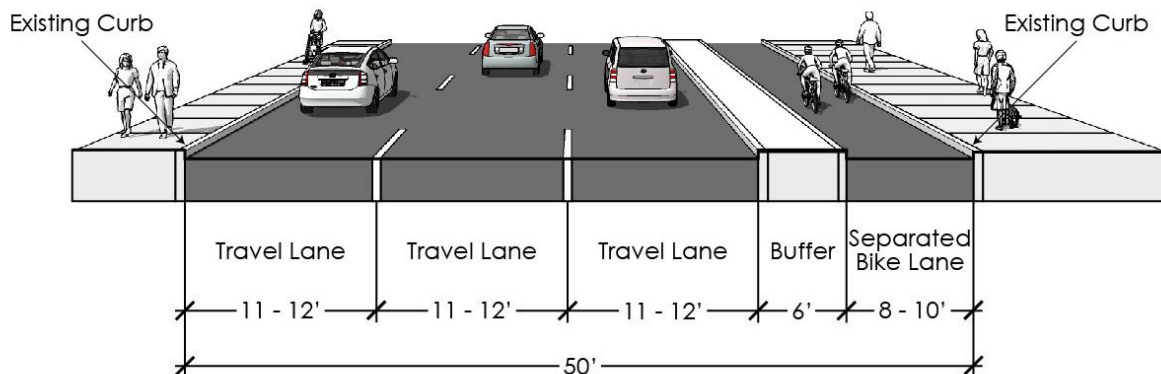 Existing Curb
Existing Curb
Travel Lane
Travel Lane
Travel Lane
Buffer
Separated
Bike Lane
11 - 12'
11 - 12'
11 - 12'
6'
8 - 10'
50'